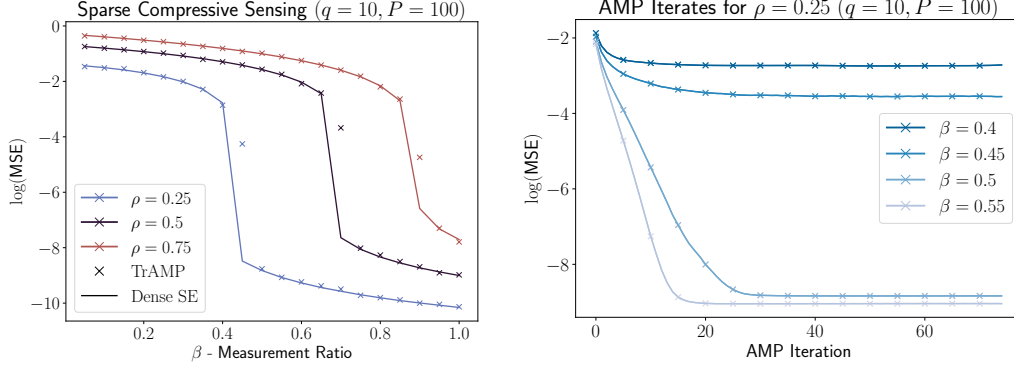 Sparse Compressive Sensing (q = 10, P = 100)
log(MSE)
0
−2
−4
−6
−8
−10
ρ = 0.25
ρ = 0.5
ρ = 0.75
TrAMP
Dense SE
0.2 0.4 0.6 0.8 1.0
β - Measurement Ratio
AMP Iterates for ρ = 0.25 (q = 10, P = 100)
log(MSE)
−2
−4
−6
−8
β = 0.4
β = 0.45
β = 0.5
β = 0.55
0 20 40 60
AMP Iteration